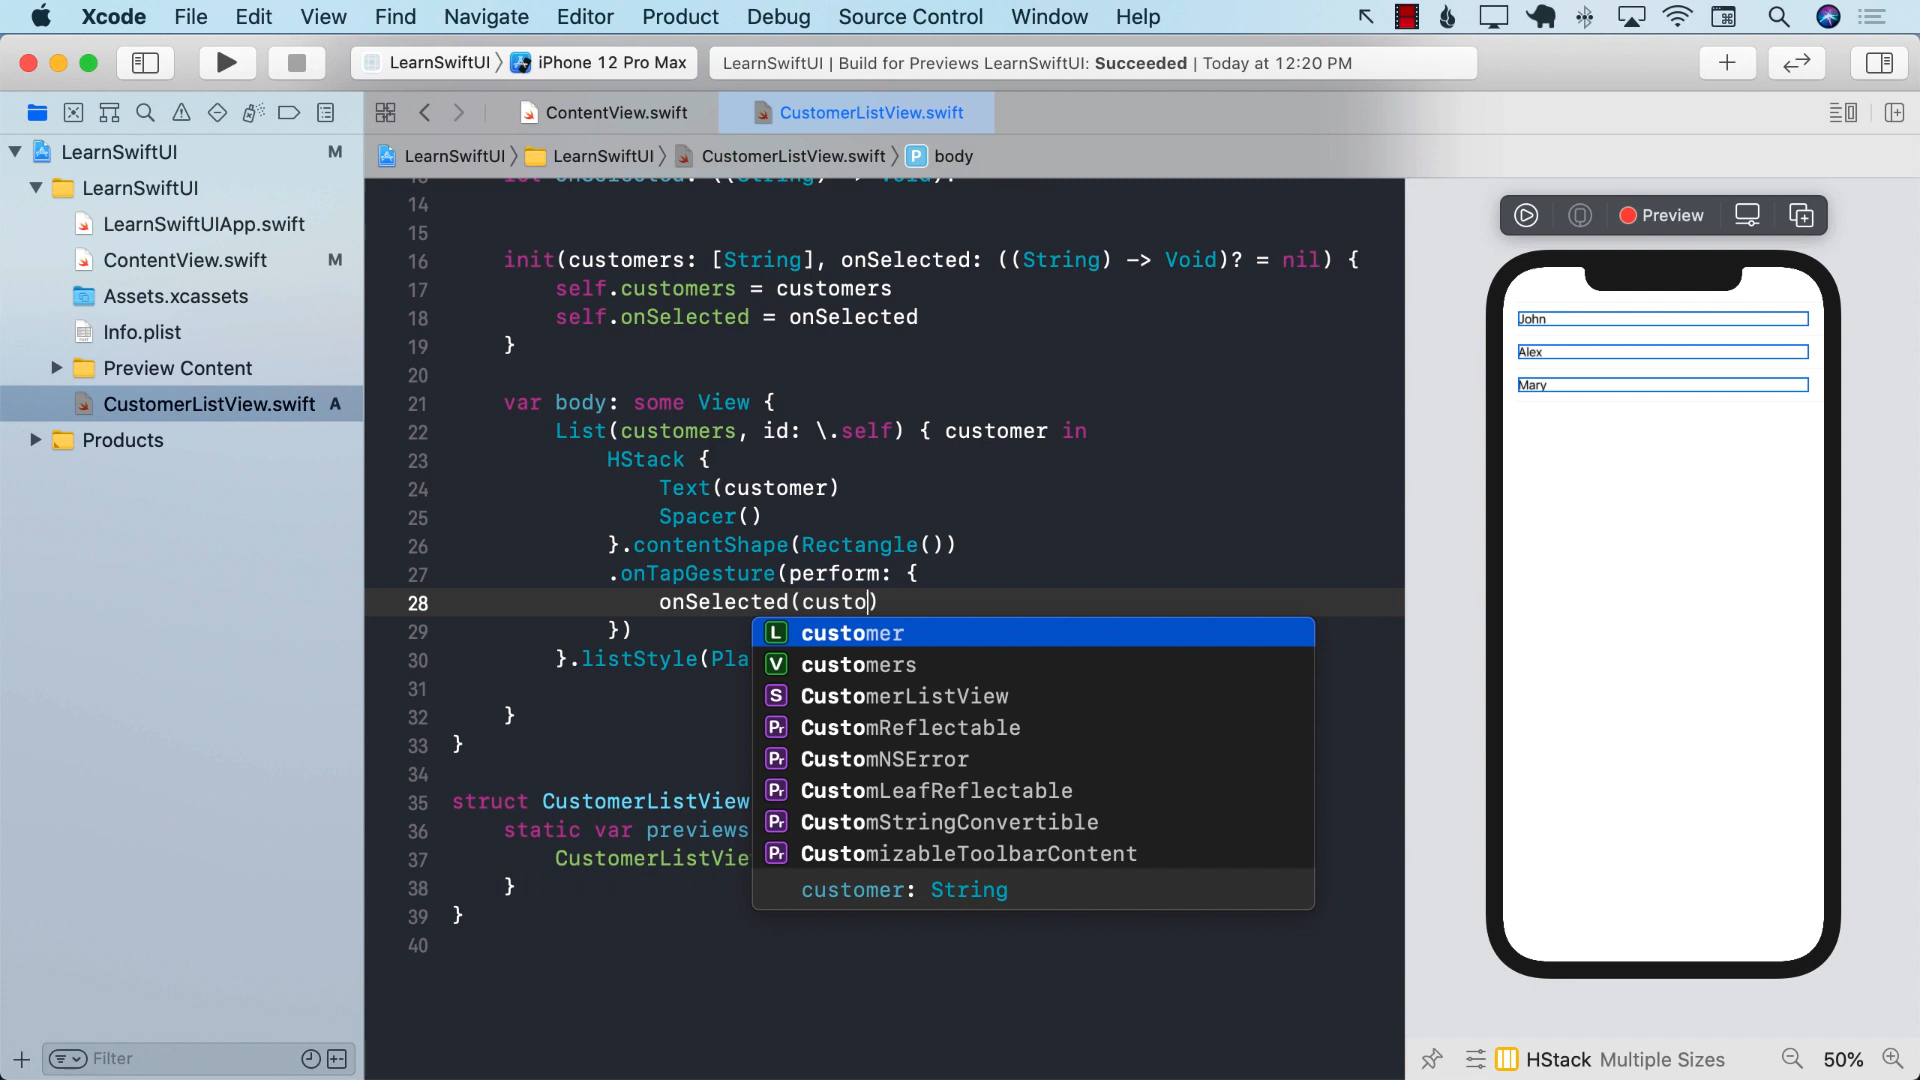 Xcode File Edit View Find Navigate Editor Product Debug Source Control Window Help
LearnSwiftUI iPhone 12 Pro Max
LearnSwiftUI | Build for Previews LearnSwiftUI: Succeeded | Today at 12:20 PM
ContentView.swift
CustomerListView.swift
LearnSwiftUI M
LearnSwiftUI
LearnSwiftUIApp.swift
ContentView.swift M
Assets.xcassets
Info.plist
Preview Content
CustomerListView.swift A
Products
Filter
LearnSwiftUI LearnSwiftUI CustomerListView.swift P body
14
15
16 init(customers: [String], onSelected: ((String) -> Void)? = nil) {
17 self.customers = customers
18 self.onSelected = onSelected
19 }
20
21 var body: some View {
22 List(customers, id: \.self) { customer in
23 HStack {
24 Text(customer)
25 Spacer()
26 }.contentShape(Rectangle())
27 .onTapGesture(perform: {
28 onSelected(custo)
29 })
30 }.listStyle(Pla
31
32 }
33 }
34
35 struct CustomerListView
36 static var previews
37 CustomerListVie
38 }
39 }
40
L customer
V customers
S CustomerListView
Pr CustomReflectable
Pr CustomNSError
Pr CustomLeafReflectable
Pr CustomStringConvertible
Pr CustomizableToolbarContent
customer: String
Preview
John
Alex
Mary
HStack Multiple Sizes 50%